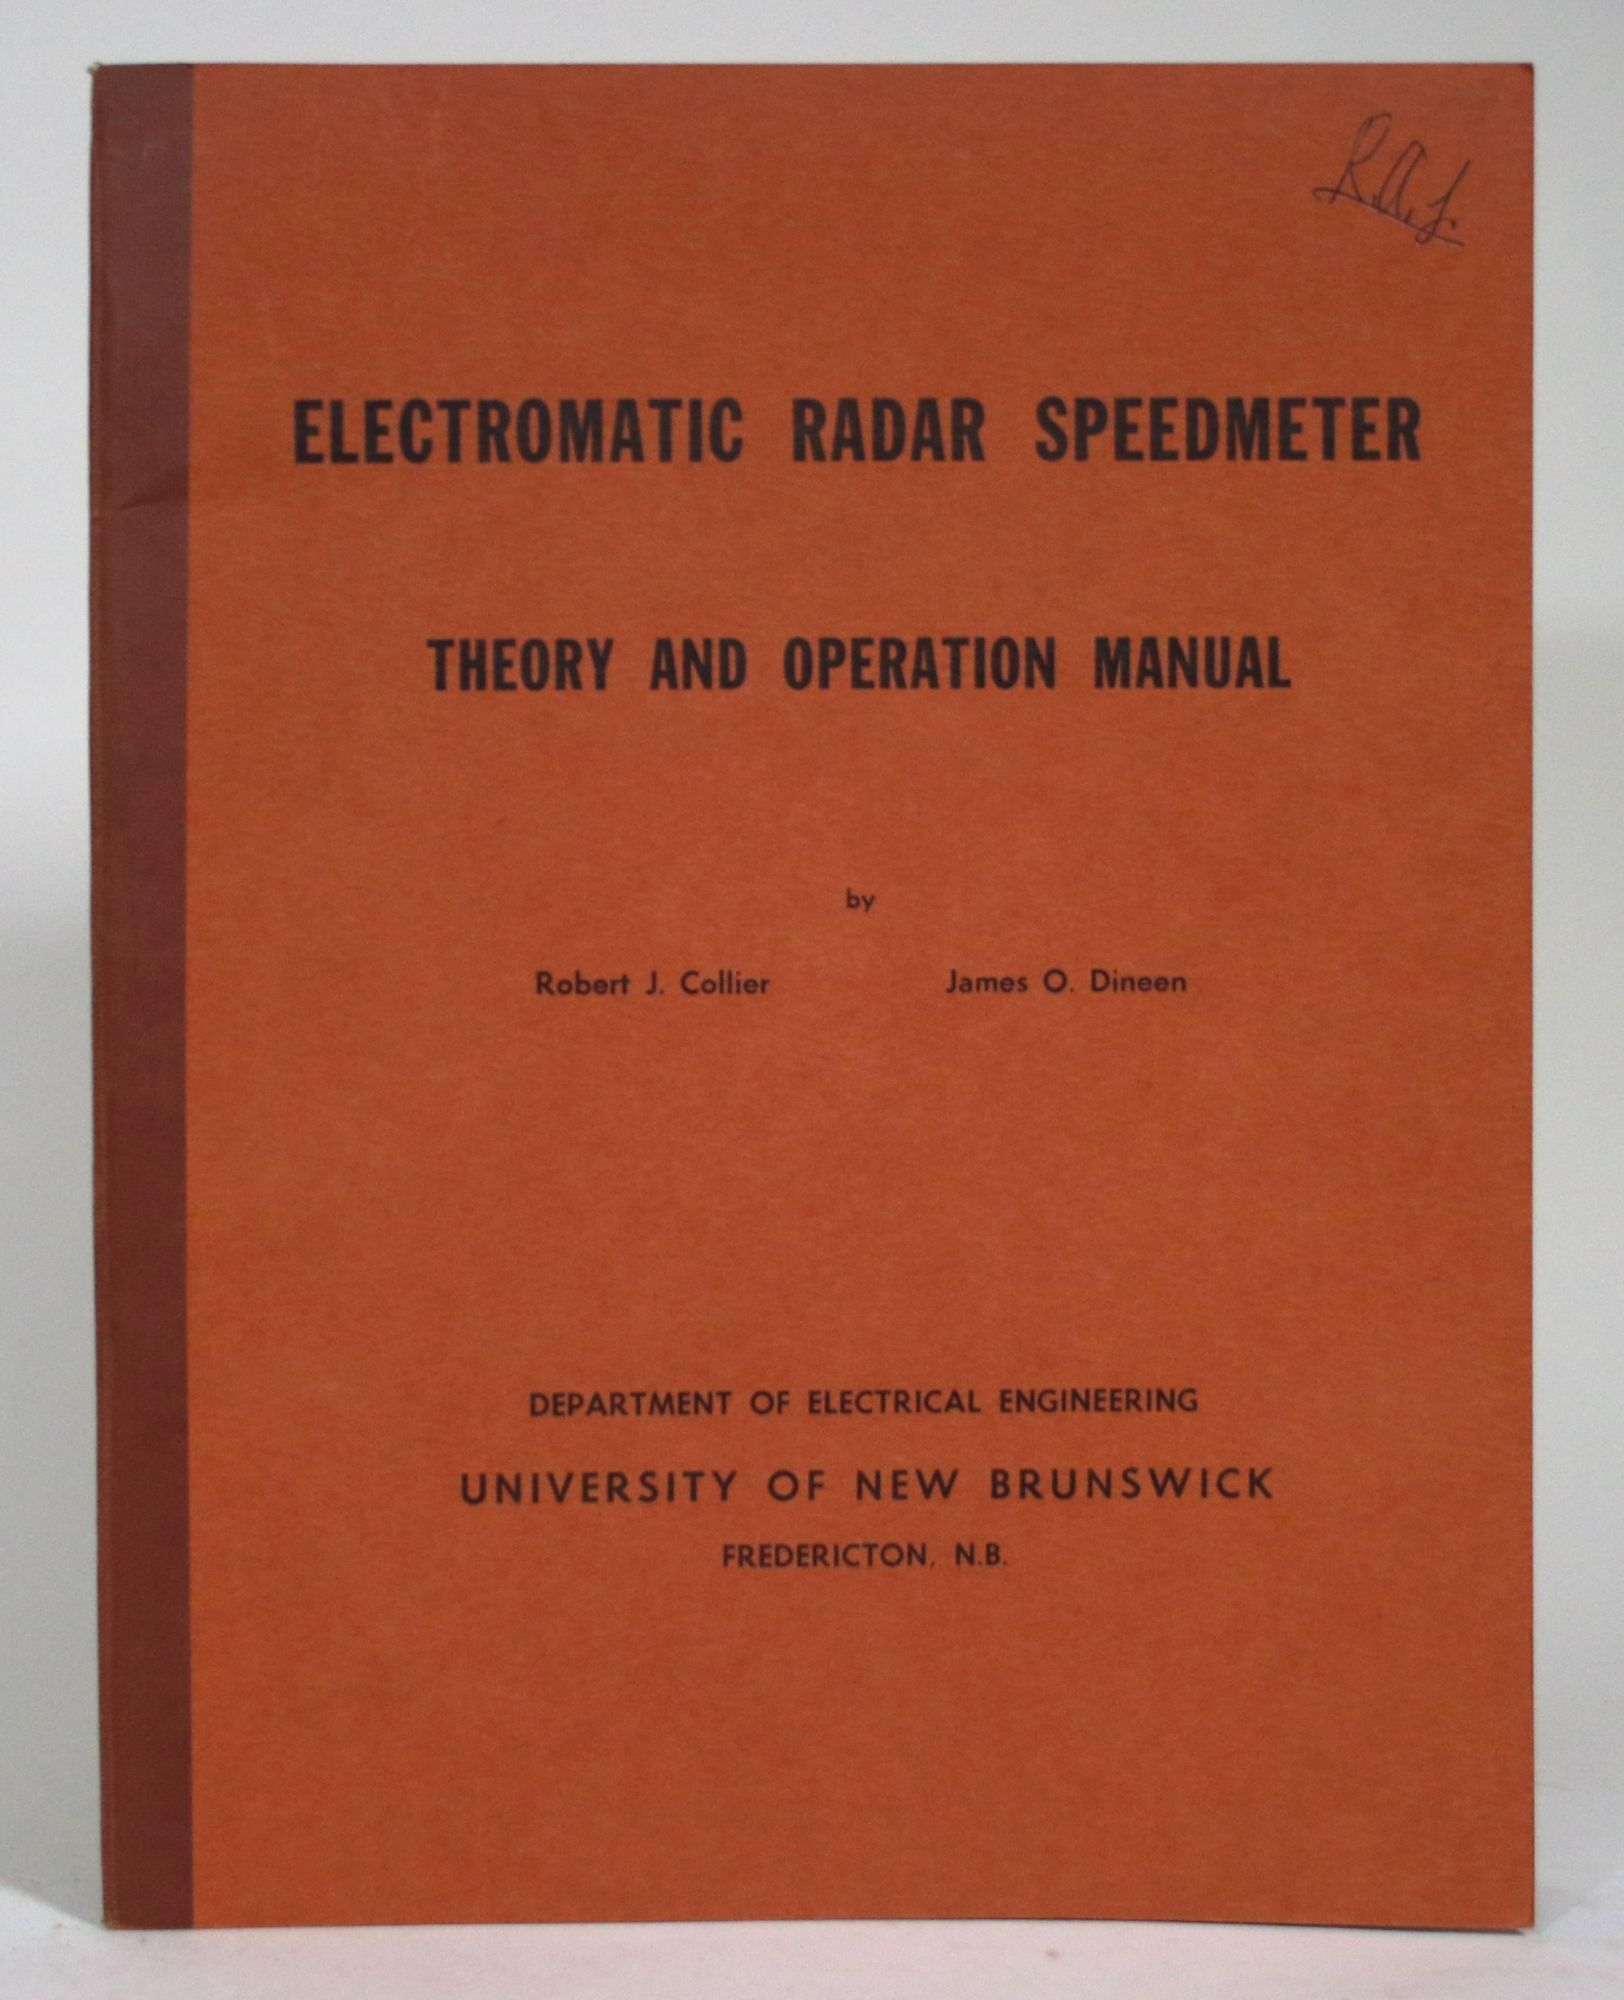 ELECTROMATIC RADAR SPEEDMETER
THEORY AND OPERATION MANUAL
by
Robert J. Collier James O. Dineen
DEPARTMENT OF ELECTRICAL ENGINEERING
UNIVERSITY OF NEW BRUNSWICK
FREDERICTON, N.B.